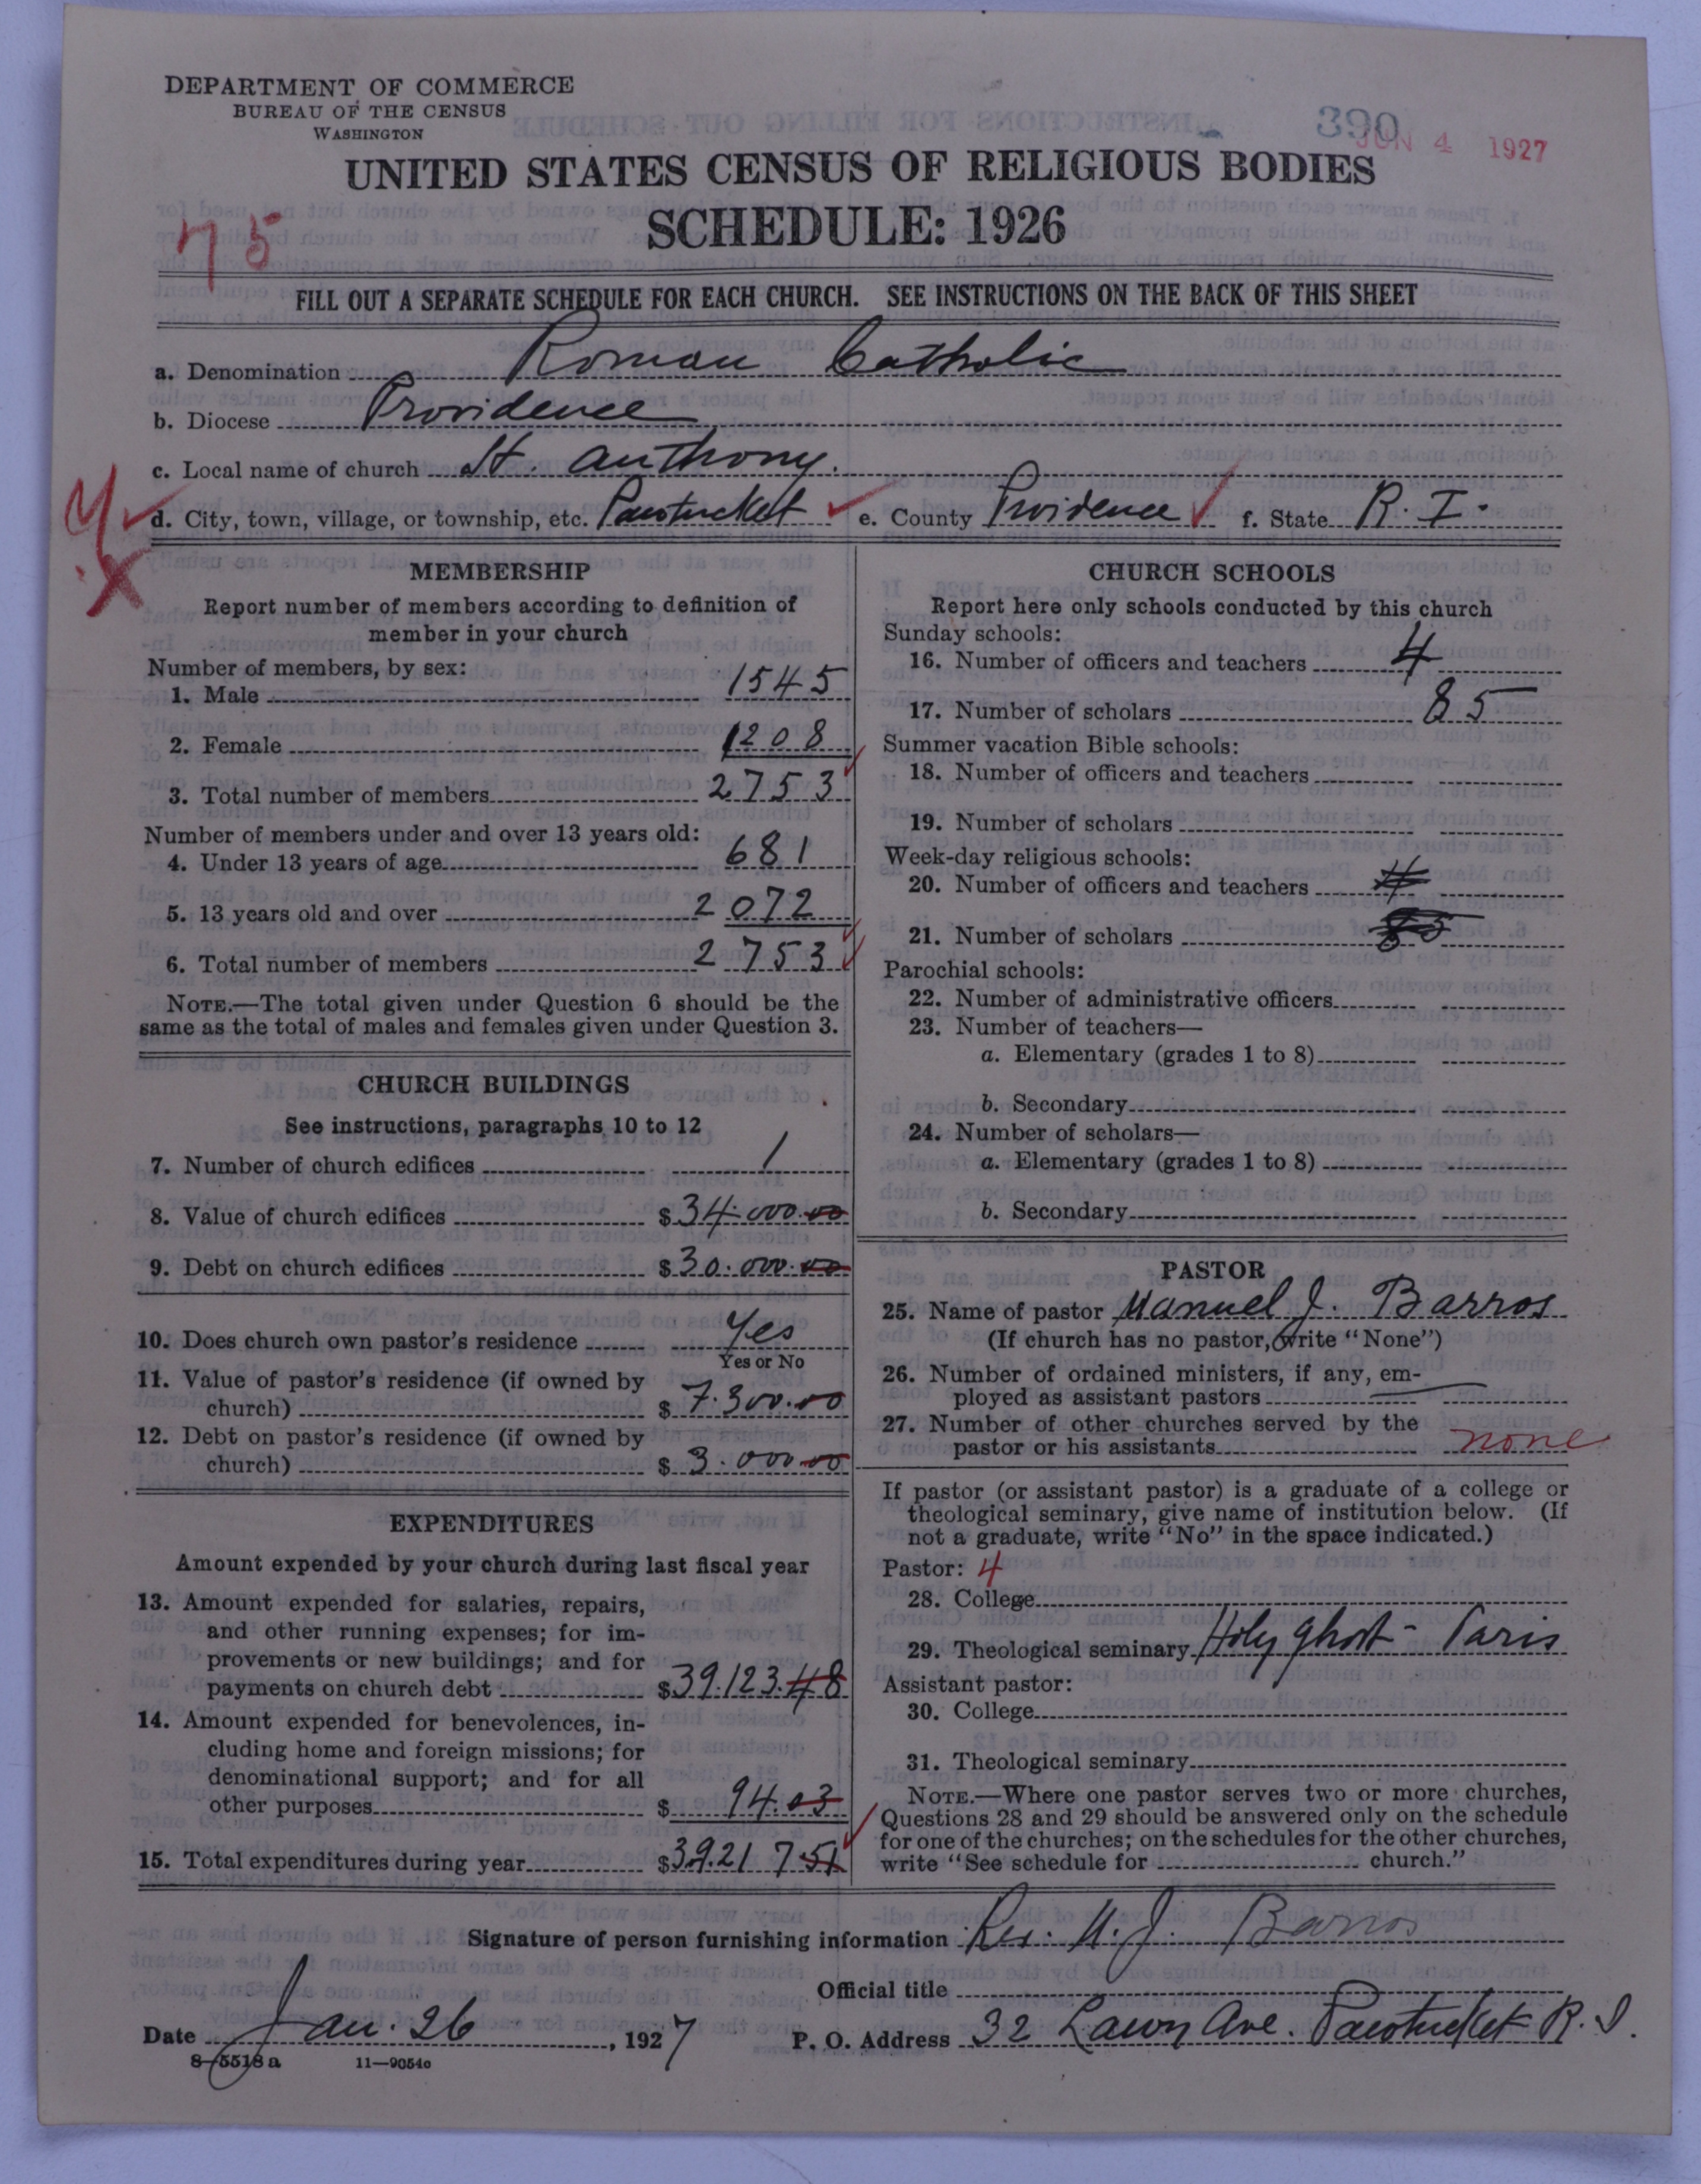 DEPARTMENT OF COMMERCE
BUREAU OF THE CENSUS
WASHINGTON
390
JUN 4 1927
UNITED STATES CENSUS OF RELIGIOUS BODIES
SCHEDULE: 1926
75
FILL OUT A SEPARATE SCHEDULE FOR EACH CHURCH. SEE INSTRUCTIONS ON THE BACK OF THIS SHEET
a. Denomination Roman Catholic
b. Diocese Providence
c. Local name of church St. Anthony.
d. City, town, village, or township, etc. Pawtucket e. County Providence f. State R. I.
X
MEMBERSHIP
Report number of members according to definition of
member in your church
Number of members, by sex:
1. Male 1545
2. Female 1208
3. Total number of members 2753
Number of members under and over 13 years old:
4. Under 13 years of age 681
5. 13 years old and over 2072
6. Total number of members 2753
NOTE.—The total given under Question 6 should be the
same as the total of males and females given under Question 3.
CHURCH BUILDINGS
See instructions, paragraphs 10 to 12
7. Number of church edifices 1
8. Value of church edifices $ 34.000.00
9. Debt on church edifices $ 30.000.00
10. Does church own pastor's residence Yes
Yes or No
11. Value of pastor's residence (if owned by
church) $ 7.300.00
12. Debt on pastor's residence (if owned by
church) $ 3.000.00
EXPENDITURES
Amount expended by your church during last fiscal year
13. Amount expended for salaries, repairs,
and other running expenses; for im-
provements or new buildings; and for
payments on church debt $39.123.48
14. Amount expended for benevolences, in-
cluding home and foreign missions; for
denominational support; and for all
other purposes $ 94.03
15. Total expenditures during year $39.217.51
CHURCH SCHOOLS
Report here only schools conducted by this church
Sunday schools:
16. Number of officers and teachers 4
17. Number of scholars 85
Summer vacation Bible schools:
18. Number of officers and teachers
19. Number of scholars
Week-day religious schools:
20. Number of officers and teachers 4
21. Number of scholars 85
Parochial schools:
22. Number of administrative officers
23. Number of teachers—
a. Elementary (grades 1 to 8)
b. Secondary
24. Number of scholars—
a. Elementary (grades 1 to 8)
b. Secondary
PASTOR
25. Name of pastor Manuel J. Barros
(If church has no pastor, write "None")
26. Number of ordained ministers, if any, em-
ployed as assistant pastors
27. Number of other churches served by the
pastor or his assistants none
If pastor (or assistant pastor) is a graduate of a college or
theological seminary, give name of institution below. (If
not a graduate, write "No" in the space indicated.)
Pastor: 4
28. College
29. Theological seminary Holy Ghost - Paris
Assistant pastor:
30. College
31. Theological seminary
NOTE.—Where one pastor serves two or more churches,
Questions 28 and 29 should be answered only on the schedule
for one of the churches; on the schedules for the other churches,
write "See schedule for church."
Signature of person furnishing information Rev. M. J. Barros
Official title
Date Jan. 26, 1927 P. O. Address 32 Lawn Ave. Pawtucket R. I.
8-5518 a 11-9054o